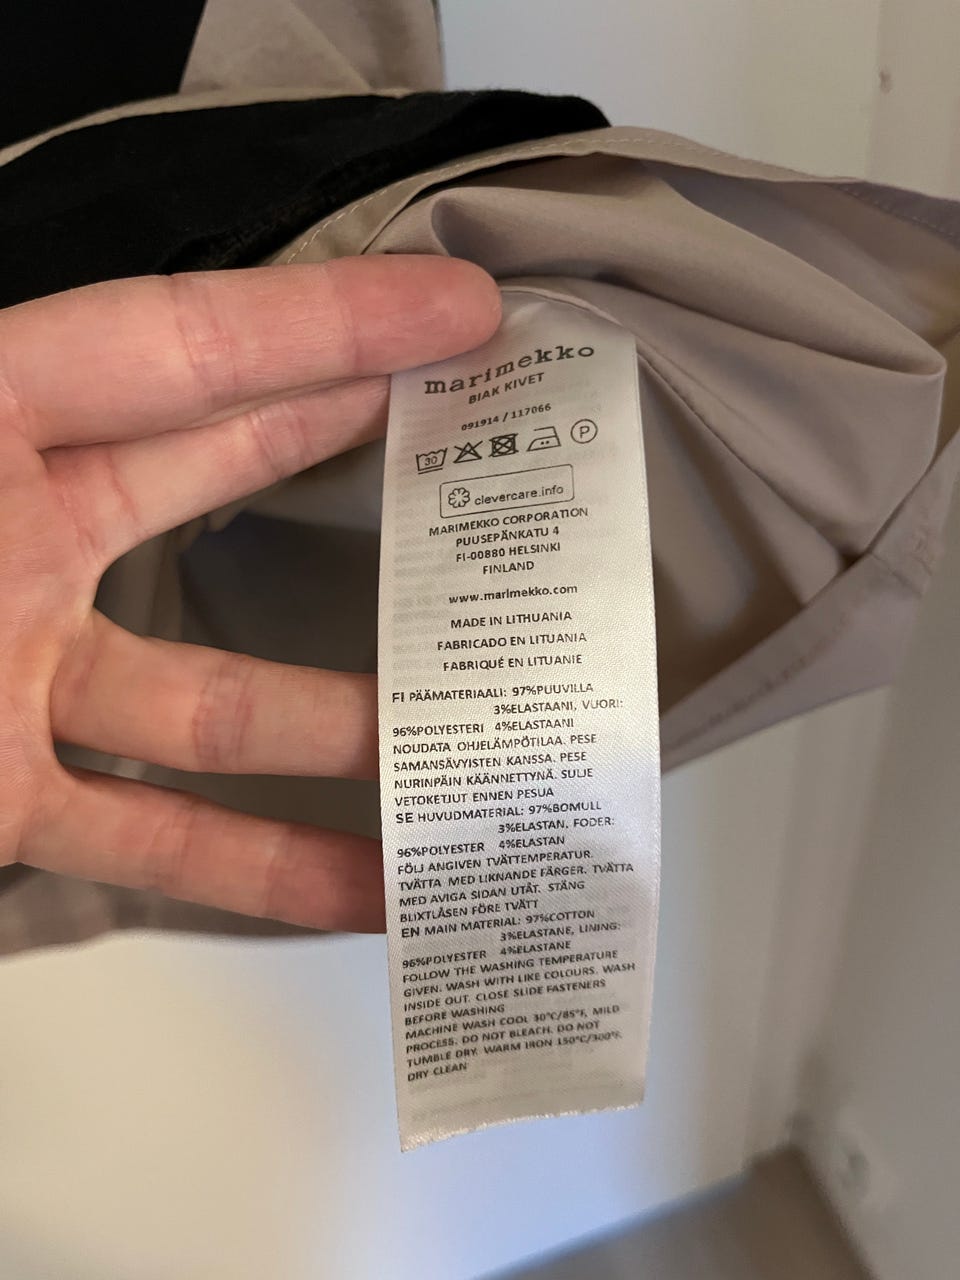 marimekko
BIAK KIVET
091914 / 117066
30
P
clevercare.info
MARIMEKKO CORPORATION
PUUSEPÄNKATU 4
FI-00880 HELSINKI
FINLAND
www.marimekko.com
MADE IN LITHUANIA
FABRICADO EN LITUANIA
FABRIQUÉ EN LITUANIE
FI PÄÄMATERIAALI: 97%PUUVILLA
3%ELASTAANI, VUORI:
96%POLYESTERI 4%ELASTAANI
NOUDATA OHJELÄMPÖTILAA. PESE
SAMANSÄVYISTEN KANSSA. PESE
NURINPÄIN KÄÄNNETTYNÄ. SULJE
VETOKETJUT ENNEN PESUA
SE HUVUDMATERIAL: 97%BOMULL
3%ELASTAN, FODER:
96%POLYESTER 4%ELASTAN
FÖLJ ANGIVEN TVÄTTEMPERATUR.
TVÄTTA MED LIKNANDE FÄRGER. TVÄTTA
MED AVIGA SIDAN UTÅT. STÄNG
BLIXTLÅSEN FÖRE TVÄTT
EN MAIN MATERIAL: 97%COTTON
3%ELASTANE, LINING:
96%POLYESTER 4%ELASTANE
FOLLOW THE WASHING TEMPERATURE
GIVEN. WASH WITH LIKE COLOURS. WASH
INSIDE OUT. CLOSE SLIDE FASTENERS
BEFORE WASHING
MACHINE WASH COOL 30°C/85°F, MILD
PROCESS. DO NOT BLEACH. DO NOT
TUMBLE DRY. WARM IRON 150°C/300°F.
DRY CLEAN